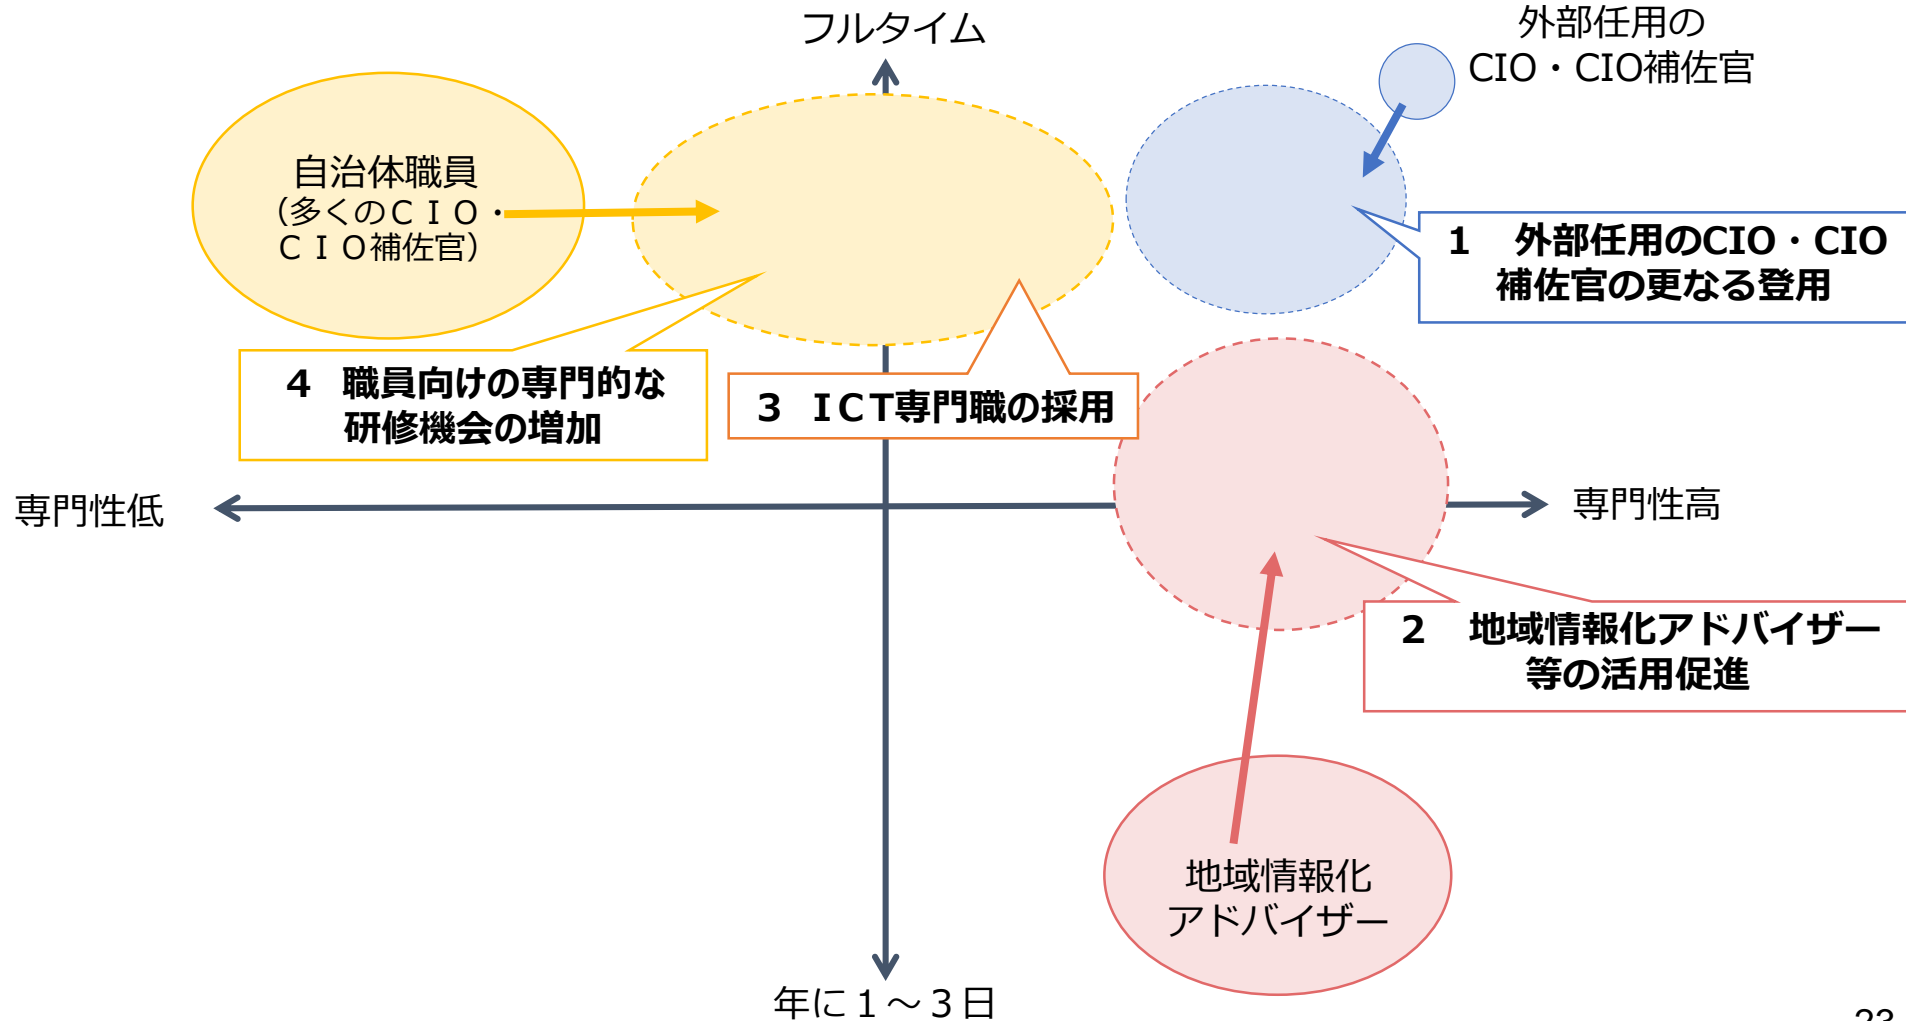 フルタイム
外部任用の
CIO・CIO補佐官
自治体職員
（多くのＣＩＯ・
ＣＩＯ補佐官）
1　外部任用のCIO・CIO
補佐官の更なる登用
4　職員向けの専門的な
研修機会の増加
3　ＩＣＴ専門職の採用
専門性低
専門性高
2　地域情報化アドバイザー
等の活用促進
地域情報化
アドバイザー
年に１～３日
23